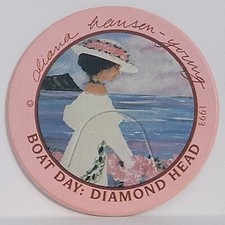 diana hansen-young
© 1993
BOAT DAY: DIAMOND HEAD